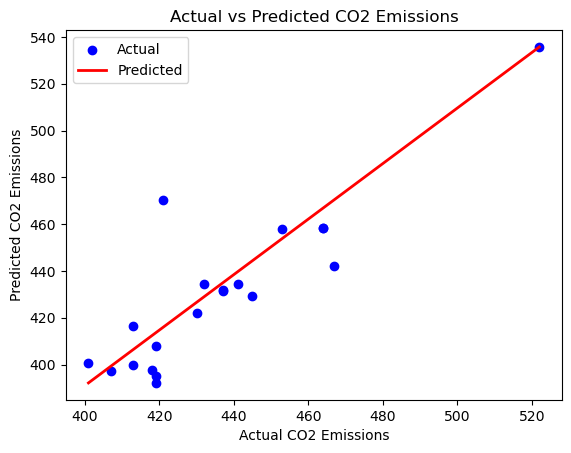 Actual vs Predicted CO2 Emissions
Actual
Predicted
Predicted CO2 Emissions
540
520
500
480
460
440
420
400
400 420 440 460 480 500 520
Actual CO2 Emissions